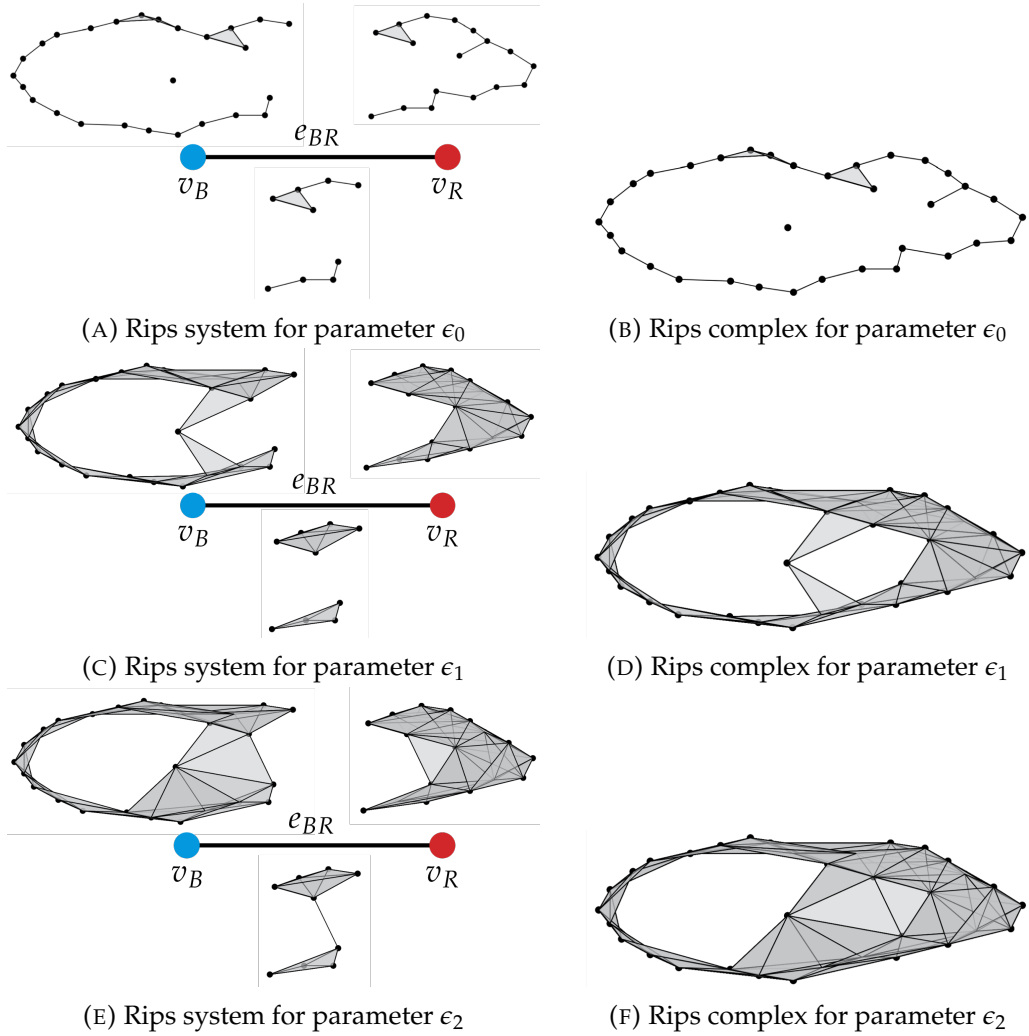 e_{BR}
v_B v_R
(A) Rips system for parameter ϵ_0 (B) Rips complex for parameter ϵ_0
e_{BR}
v_B v_R
(C) Rips system for parameter ϵ_1 (D) Rips complex for parameter ϵ_1
e_{BR}
v_B v_R
(E) Rips system for parameter ϵ_2 (F) Rips complex for parameter ϵ_2